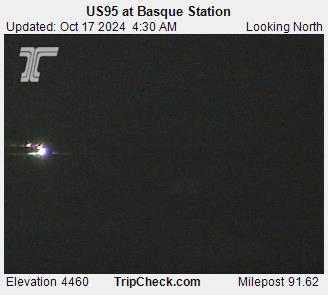 US95 at Basque Station
Updated: Oct 17 2024 4:30 AM Looking North
Elevation 4460 TripCheck.com Milepost 91.62